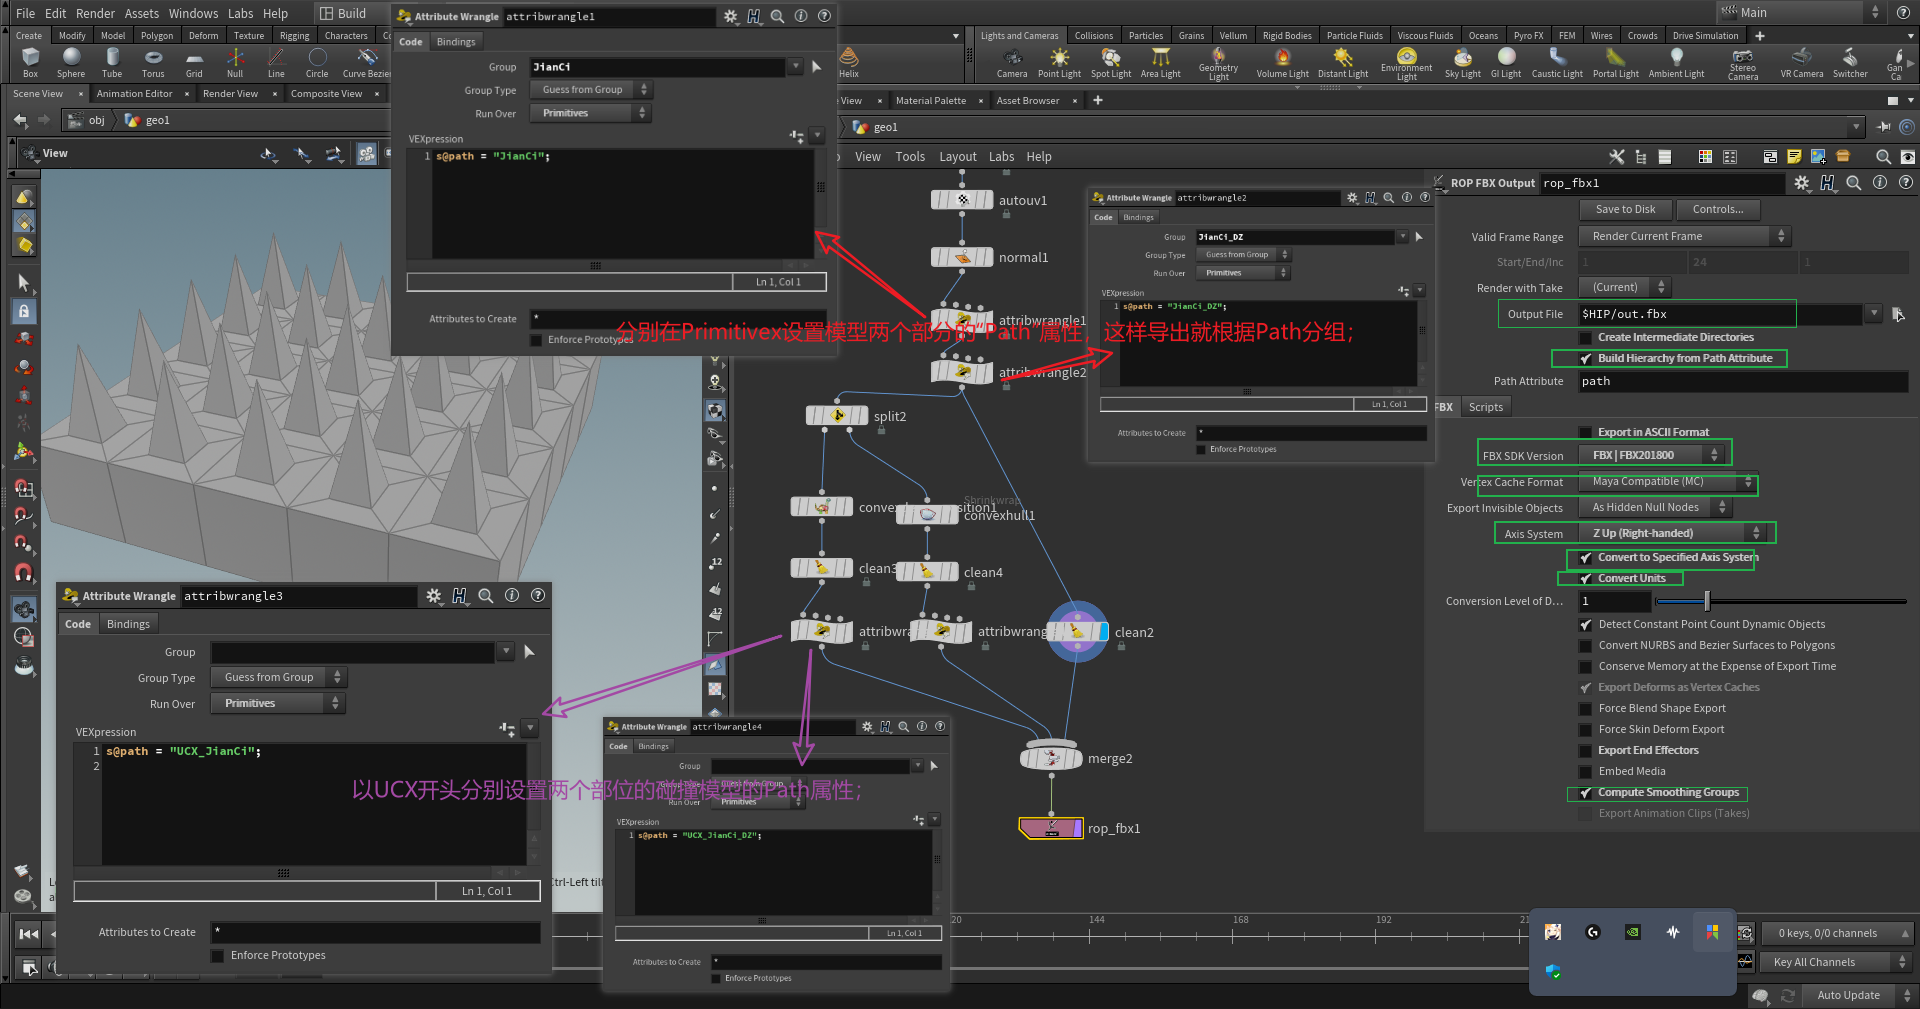 File Edit Render Assets Windows Labs Help Build
Main
Create Modify Model Polygon Deform Texture Rigging Characters
Box Sphere Tube Torus Grid Null Line Circle Curve Bezier Helix
Lights and Cameras Collisions Particles Grains Vellum Rigid Bodies Particle Fluids Viscous Fluids Oceans Pyro FX FEM Wires Crowds Drive Simulation
Camera Point Light Spot Light Area Light Geometry Light Volume Light Distant Light Environment Light Sky Light GI Light Caustic Light Portal Light Ambient Light Stereo Camera VR Camera Switcher
Scene View Animation Editor Render View Composite View
View Material Palette Asset Browser
obj geo1
geo1
View
View Tools Layout Labs Help
Attribute Wrangle attribwrangle1
Code Bindings
Group JianCi
Group Type Guess from Group
Run Over Primitives
VEXpression
1 s@path = "JianCi";
Ln 1, Col 1
Attributes to Create *
Enforce Prototypes
分别在Primitivex设置模型两个部分的"Path"属性，这样导出就根据Path分组；
Attribute Wrangle attribwrangle2
Code Bindings
Group JianCi_DZ
Group Type Guess from Group
Run Over Primitives
VEXpression
1 s@path = "JianCi_DZ";
Ln 1, Col 1
Attributes to Create *
Enforce Prototypes
autouv1
normal1
attribwrangle1
attribwrangle2
split2
Shrinkwrap
convexhull1
clean3
clean4
clean2
merge2
rop_fbx1
Attribute Wrangle attribwrangle3
Code Bindings
Group
Group Type Guess from Group
Run Over Primitives
VEXpression
1 s@path = "UCX_JianCi";
2
Ln 1, Col 1
Attributes to Create *
Enforce Prototypes
以UCX开头分别设置两个部位的碰撞模型的Path属性；
Attribute Wrangle attribwrangle4
Code Bindings
Group
Group Type Guess from Group
Run Over Primitives
VEXpression
1 s@path = "UCX_JianCi_DZ";
Ln 1, Col 1
Attributes to Create *
Enforce Prototypes
ROP FBX Output rop_fbx1
Save to Disk Controls...
Valid Frame Range Render Current Frame
Start/End/Inc 1 24 1
Render with Take (Current)
Output File $HIP/out.fbx
Create Intermediate Directories
Build Hierarchy from Path Attribute
Path Attribute path
FBX Scripts
Export in ASCII Format
FBX SDK Version FBX | FBX201800
Vertex Cache Format Maya Compatible (MC)
Export Invisible Objects As Hidden Null Nodes
Axis System Z Up (Right-handed)
Convert to Specified Axis System
Convert Units
Conversion Level of D... 1
Detect Constant Point Count Dynamic Objects
Convert NURBS and Bezier Surfaces to Polygons
Conserve Memory at the Expense of Export Time
Export Deforms as Vertex Caches
Force Blend Shape Export
Force Skin Deform Export
Export End Effectors
Embed Media
Compute Smoothing Groups
Export Animation Clips (Takes)
144 168 192
0 keys, 0/0 channels
Key All Channels
Auto Update